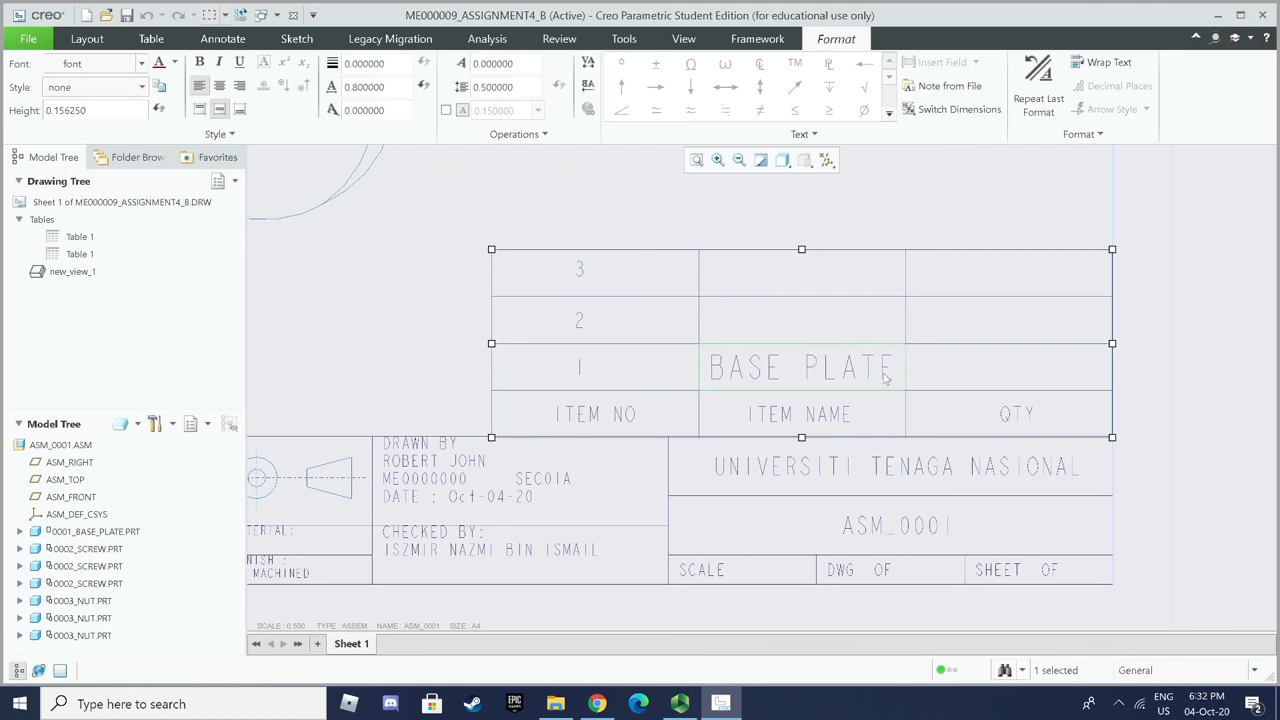 creo
ME000009_ASSIGNMENT4_B (Active) - Creo Parametric Student Edition (for educational use only)
File Layout Table Annotate Sketch Legacy Migration Analysis Review Tools View Framework Format
Font: font
Style: none
Height: 0.156250
B I U
0.000000
0.800000
0.000000
0.000000
0.500000
0.150000
Style
Operations
Text
Format
Insert Field
Note from File
Switch Dimensions
Repeat Last Format
Wrap Text
Decimal Places
Arrow Style
Model Tree Folder Brow Favorites
Drawing Tree
Sheet 1 of ME000009_ASSIGNMENT4_B.DRW
Tables
Table 1
Table 1
new_view_1
Model Tree
ASM_0001.ASM
ASM_RIGHT
ASM_TOP
ASM_FRONT
ASM_DEF_CSYS
0001_BASE_PLATE.PRT
0002_SCREW.PRT
0002_SCREW.PRT
0002_SCREW.PRT
0003_NUT.PRT
0003_NUT.PRT
0003_NUT.PRT
3
2
1 BASE PLATE
ITEM NO ITEM NAME QTY
DRAWN BY
ROBERT JOHN
ME0000000 SEC01A
DATE : Oct-04-20
CHECKED BY:
ISZMIR NAZMI BIN ISMAIL
TERIAL:
NISH:
MACHINED
UNIVERSITI TENAGA NASIONAL
ASM_0001
SCALE DWG OF SHEET OF
SCALE : 0.500 TYPE : ASSEM NAME : ASM_0001 SIZE : A4
Sheet 1
1 selected General
Type here to search
EPIC GAMES
ENG
US
6:32 PM
04-Oct-20
2